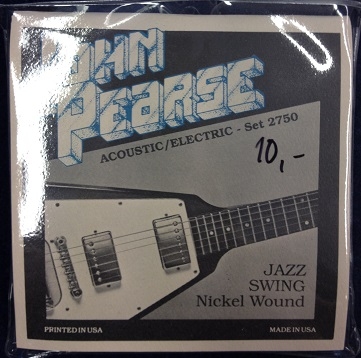 JOHN
PEARSE
ACOUSTIC/ELECTRIC - Set 2750
10,-
JAZZ
SWING
Nickel Wound
PRINTED IN USA
MADE IN USA